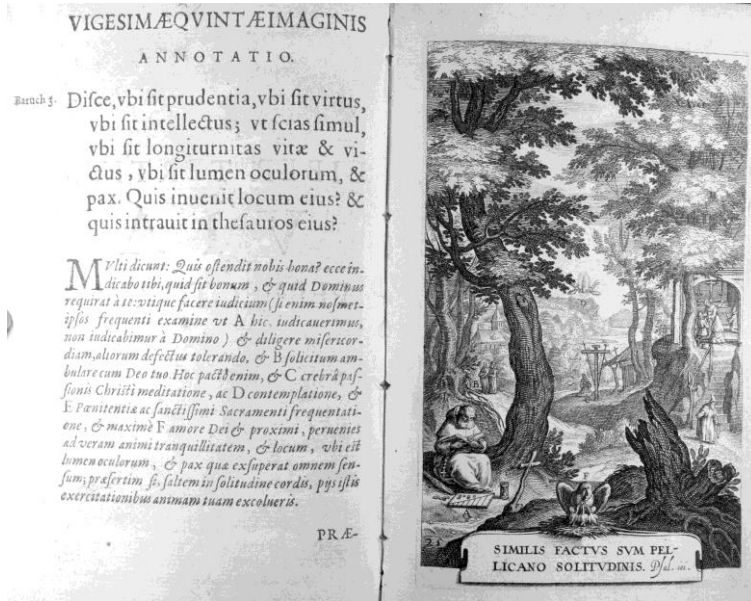 VIGESIMÆQVINTÆIMAGINIS
ANNOTATIO.
Baruch 3. Diſce,vbi ſit prudentia,vbi ſit virtus,
vbi ſit intellectus; vt ſcias ſimul,
vbi ſit longiturnitas vitæ & vi-
ctus, vbi ſit lumen oculorum, &
pax. Quis inuenit locum eius? &
quis intrauit in theſauros eius?
MVlti dicunt: Quis oſtendit nobis bona? ecce in-
dicabo tibi, quid ſit bonum, & quid Dominus
requirat à te: vtique facere iudicium (ſi enim noſmet-
ipſos frequenti examine vt A hic, iudicauerimus,
non iudicabimur à Domino) & diligere miſericor-
diam, aliorum defectus tolerando, & B ſolicitum am-
bulare cum Deo tuo Hoc pacto enim, & C crebrâ paſ-
ſionis Chriſti meditatione, ac D contemplatione, &
E Pœnitentiæ ac ſanctiſſimi Sacramenti frequentati-
one, & maximè F amore Dei & proximi, peruenies
ad veram animi tranquillitatem, & locum, vbi eſt
lumen oculorum, & pax quæ exſuperat omnem ſen-
ſum; præſertim ſi, ſaltem in ſolitudine cordis, pijs iſtis
exercitationibus animam tuam excolueris.
PRÆ-
D
B
F
A
SIMILIS FACTVS SVM PEL-
LICANO SOLITVDINIS. Pſal.